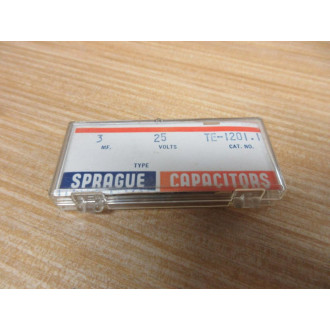 3 25 TE-1201.1
MF. VOLTS CAT. NO.
TYPE
SPRAGUE CAPACITORS